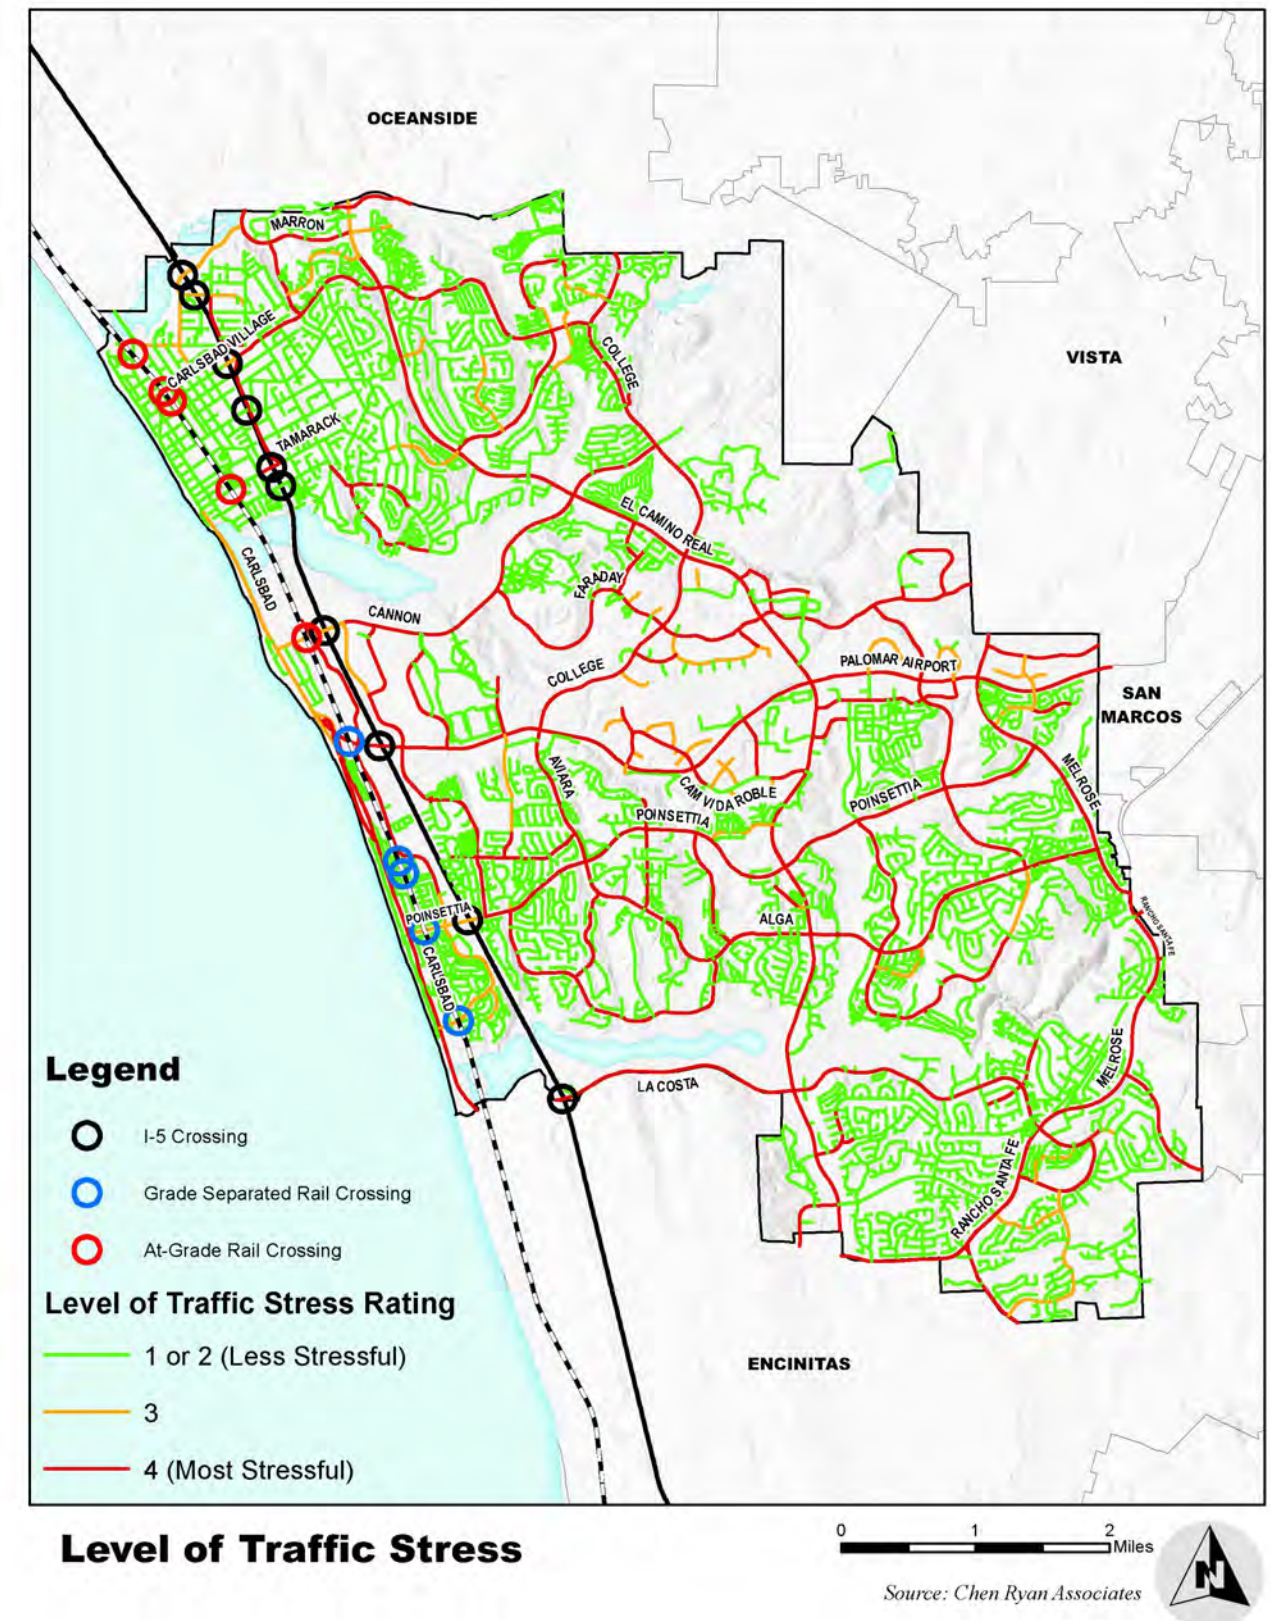 OCEANSIDE
MARRON
CARLSBAD VILLAGE
COLLEGE
VISTA
TAMARACK
EL CAMINO REAL
CARLSBAD
FARADAY
CANNON
COLLEGE
PALOMAR AIRPORT
SAN
MARCOS
AVIARA
MELROSE
CAM VIDA ROBLE
POINSETTIA
POINSETTIA
POINSETTIA
ALGA
RANCHO SANTA FE
CARLSBAD
MELROSE
LA COSTA
RANCHO SANTA FE
ENCINITAS
Legend
I-5 Crossing
Grade Separated Rail Crossing
At-Grade Rail Crossing
Level of Traffic Stress Rating
1 or 2 (Less Stressful)
3
4 (Most Stressful)
Level of Traffic Stress
0 1 2
Miles
Source: Chen Ryan Associates
N